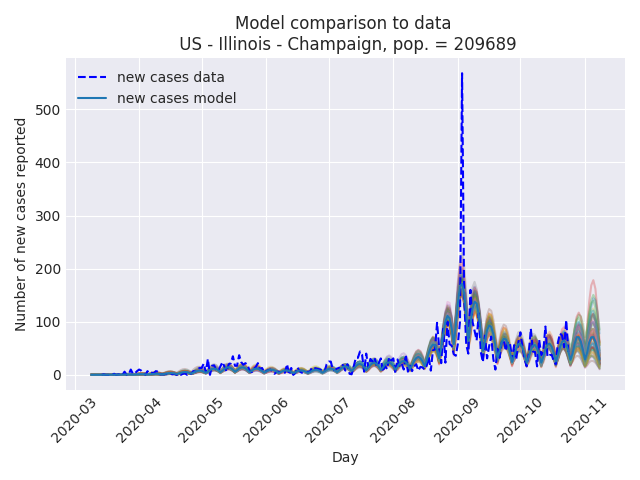 Model comparison to data
US - Illinois - Champaign, pop. = 209689
new cases data
new cases model
Number of new cases reported
500
400
300
200
100
0
2020-03
2020-04
2020-05
2020-06
2020-07
2020-08
2020-09
2020-10
2020-11
Day